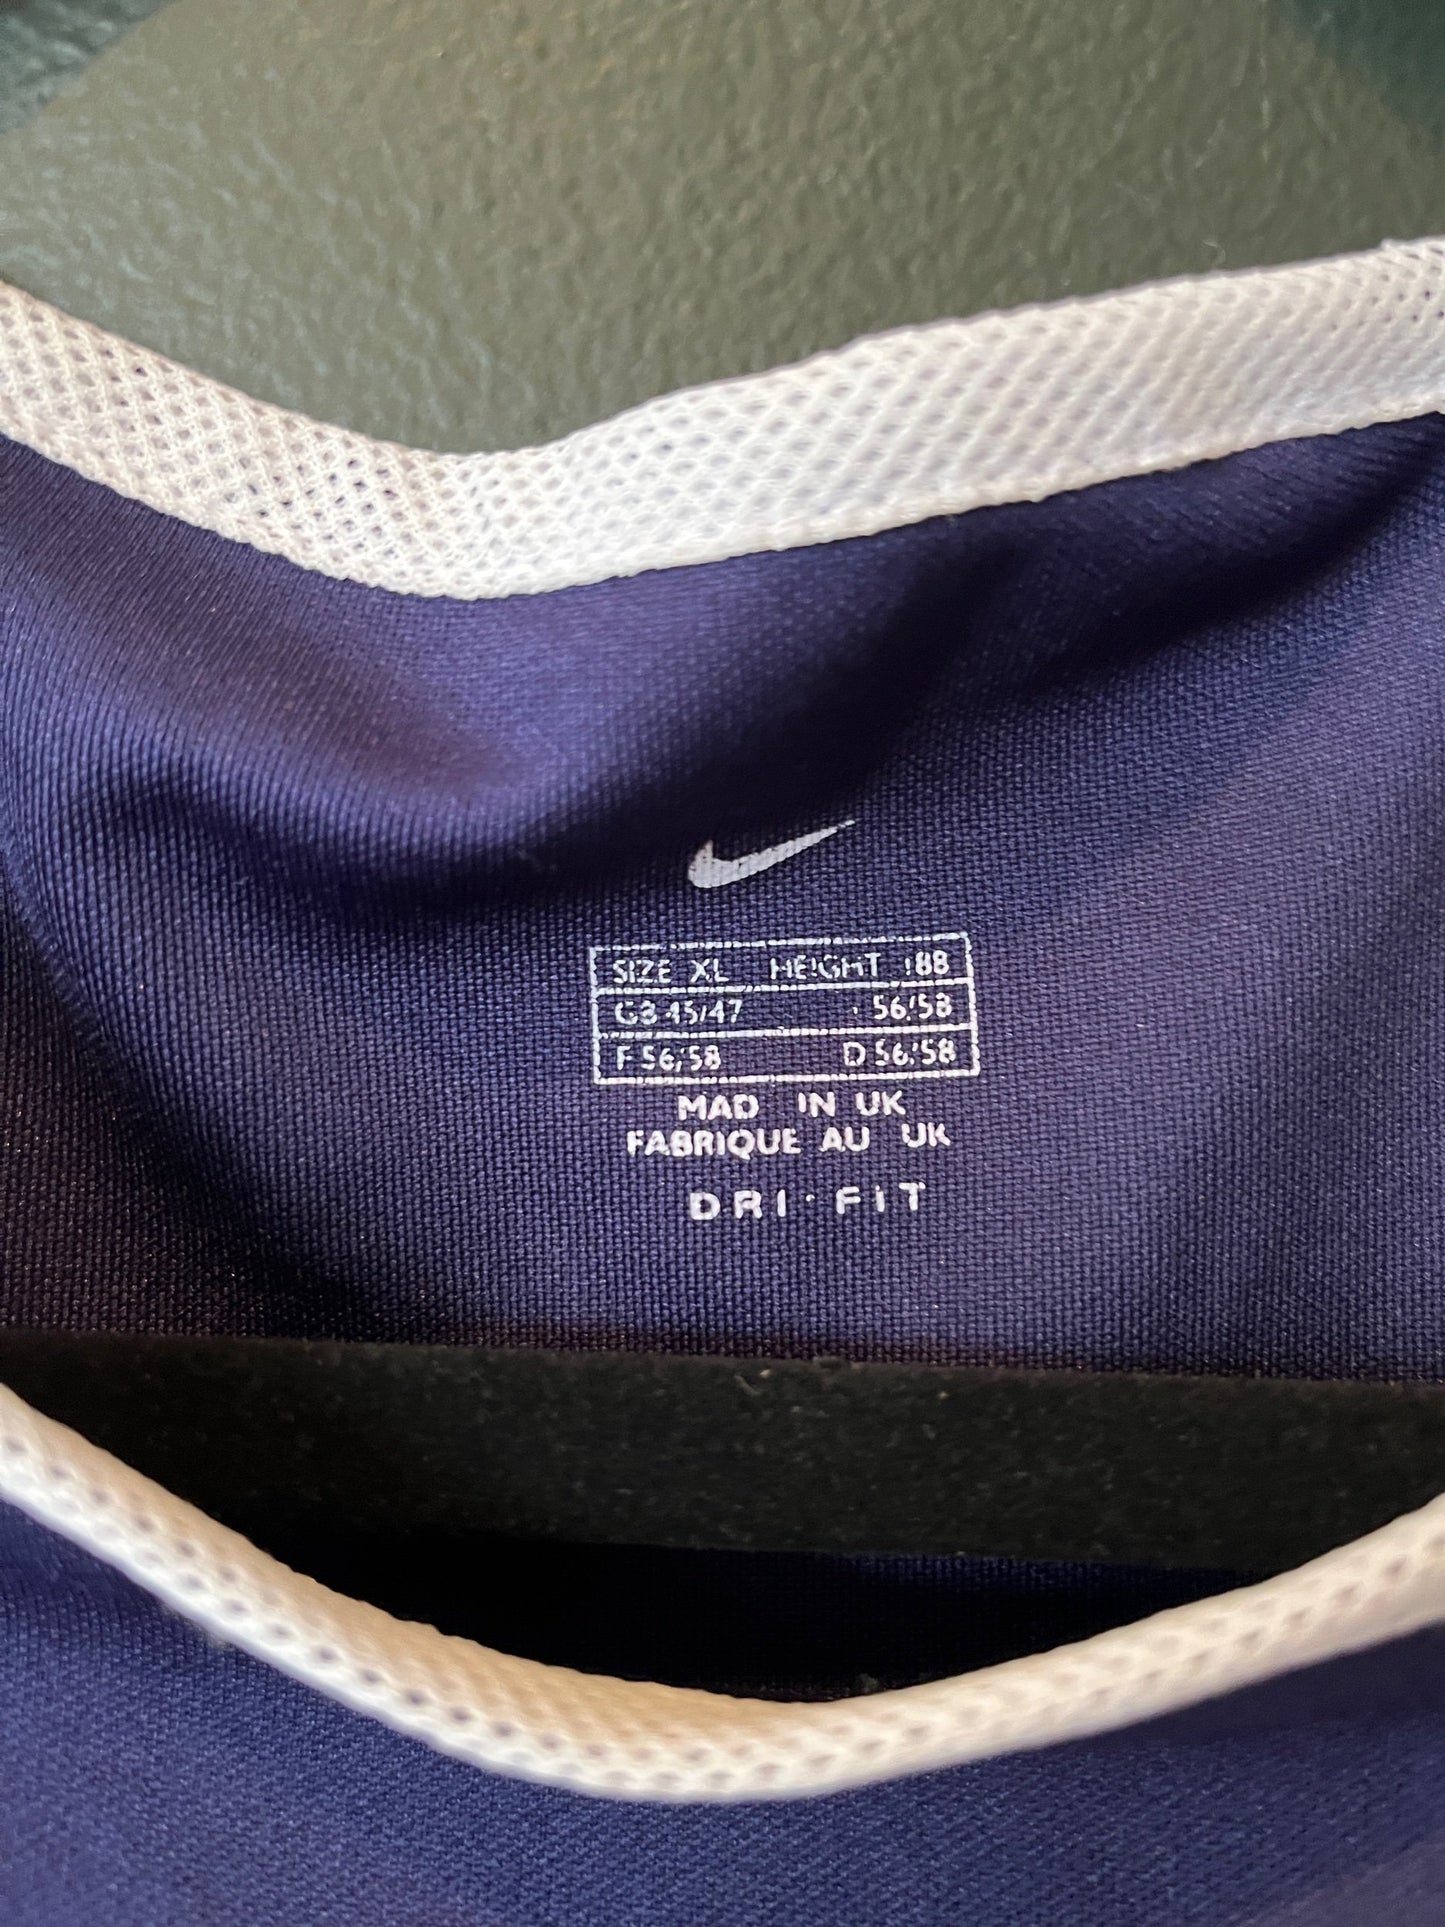 SIZE XL HEIGHT 188
GB 45/47 56/58
F 56/58 D 56/58
MAD IN UK
FABRIQUE AU UK
DRI·FIT